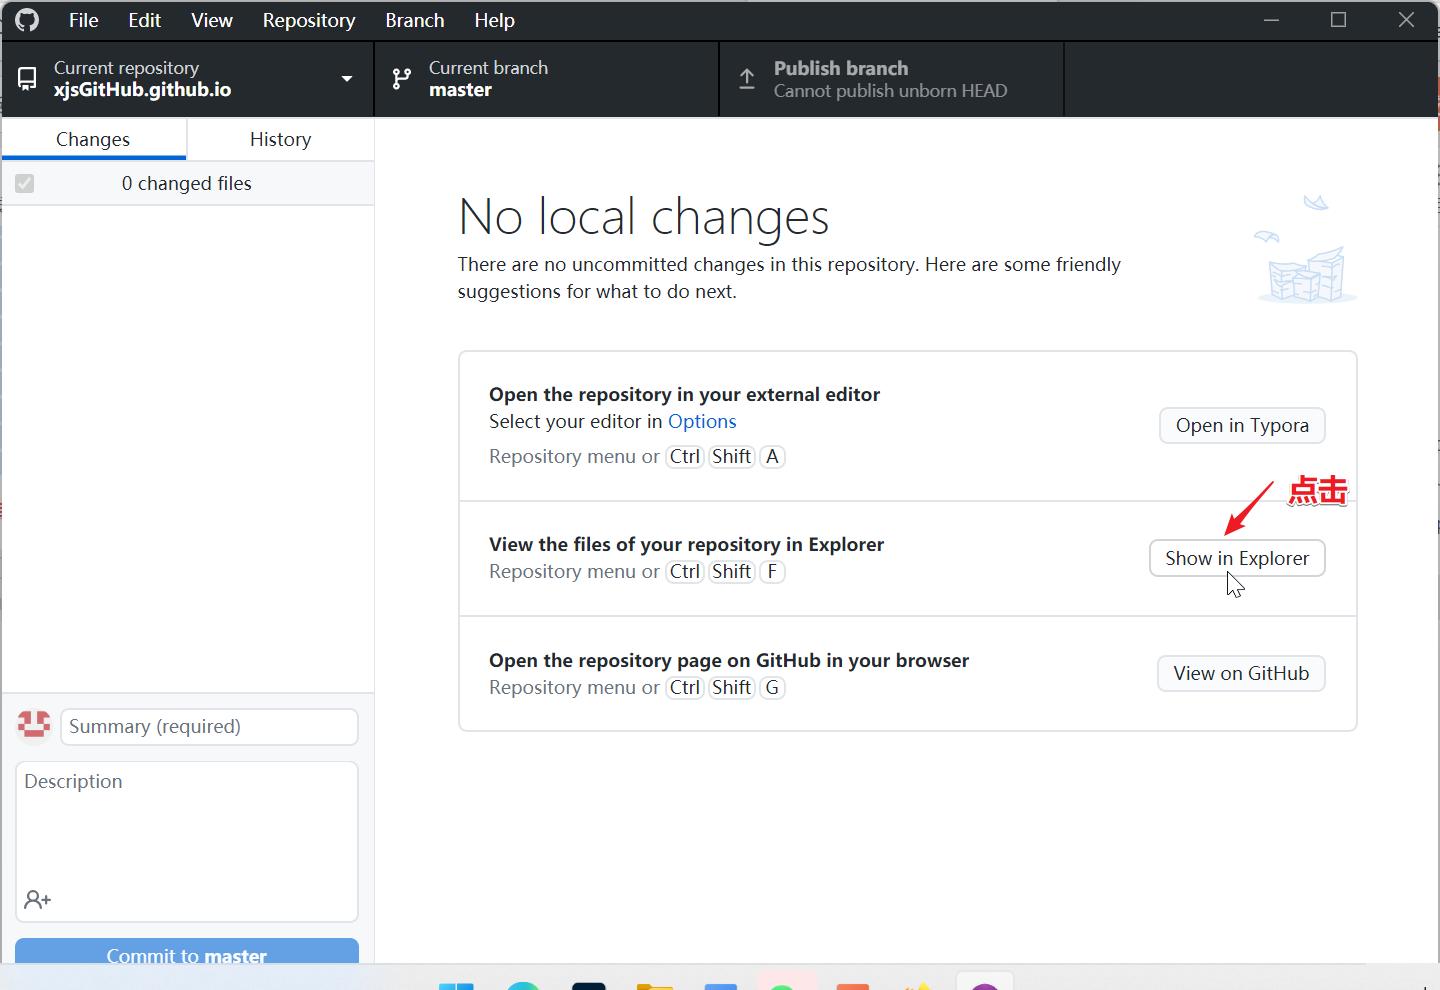 File Edit View Repository Branch Help
Current repository
xjsGitHub.github.io
Current branch
master
Publish branch
Cannot publish unborn HEAD
Changes
History
0 changed files
No local changes
There are no uncommitted changes in this repository. Here are some friendly
suggestions for what to do next.
Open the repository in your external editor
Select your editor in Options
Repository menu or Ctrl Shift A
Open in Typora
点击
View the files of your repository in Explorer
Repository menu or Ctrl Shift F
Show in Explorer
Open the repository page on GitHub in your browser
Repository menu or Ctrl Shift G
View on GitHub
Summary (required)
Description
Commit to master